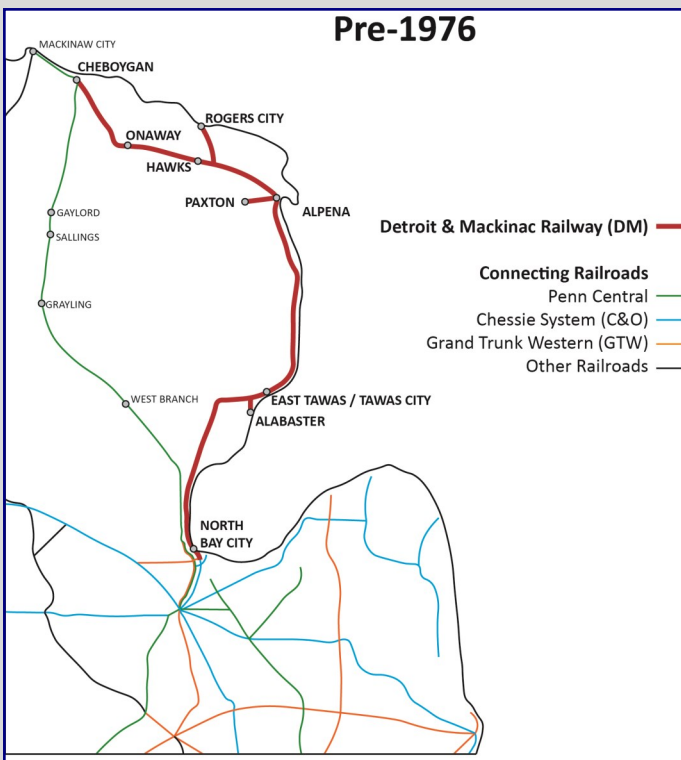 Pre-1976
MACKINAW CITY
CHEBOYGAN
ROGERS CITY
ONAWAY
HAWKS
PAXTON
ALPENA
GAYLORD
SALLINGS
Detroit & Mackinac Railway (DM)
Connecting Railroads
Penn Central
Chessie System (C&O)
Grand Trunk Western (GTW)
Other Railroads
GRAYLING
WEST BRANCH
EAST TAWAS / TAWAS CITY
ALABASTER
NORTH
BAY CITY